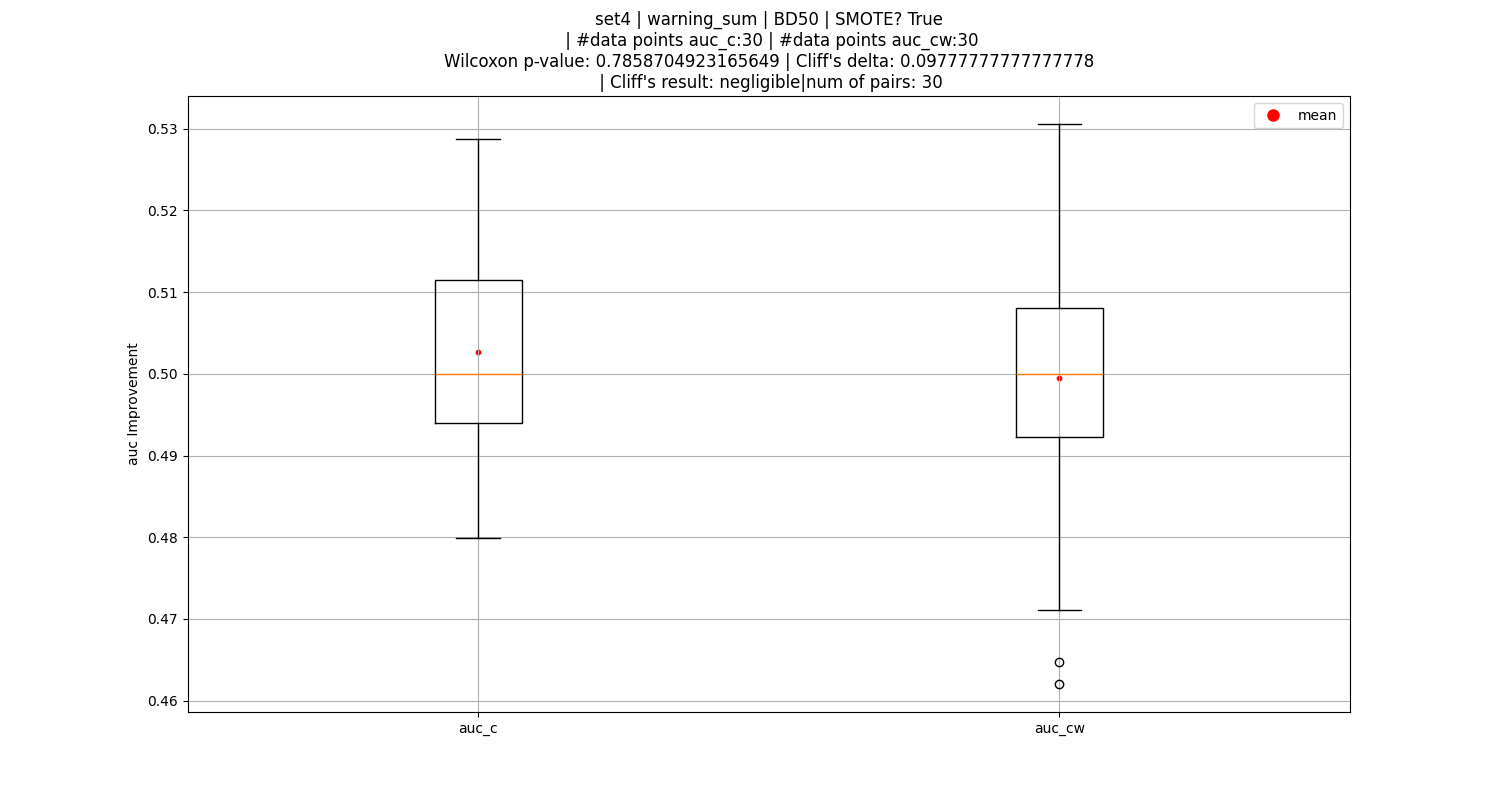 set4 | warning_sum | BD50 | SMOTE? True
| #data points auc_c:30 | #data points auc_cw:30
Wilcoxon p-value: 0.7858704923165649 | Cliff's delta: 0.09777777777777778
| Cliff's result: negligible|num of pairs: 30
mean
0.53
0.52
0.51
0.50
0.49
0.48
0.47
0.46
auc Improvement
auc_c
auc_cw